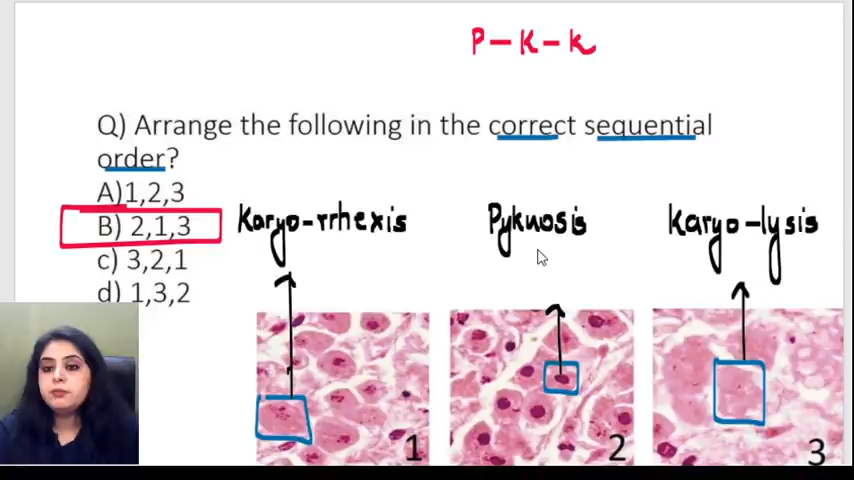 P-K-K
Q) Arrange the following in the correct sequential
order?
A)1,2,3
B) 2,1,3
c) 3,2,1
d) 1,3,2
Karyo-rrhexis
Pyknosis
Karyo-lysis
1
2
3